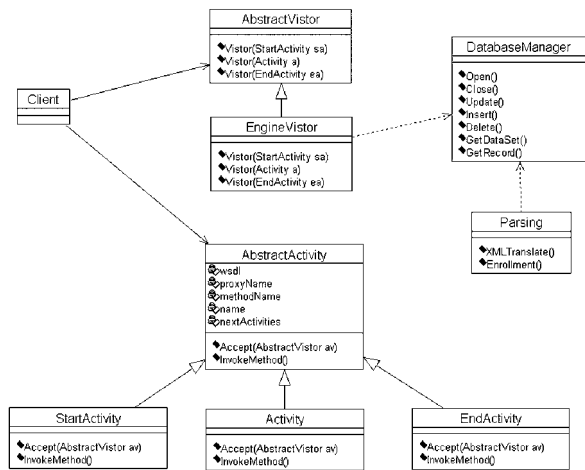 AbstractVistor
Vistor(StartActivity sa)
Vistor(Activity a)
Vistor(EndActivity ea)
DatabaseManager
Open()
Close()
Update()
Insert()
Delete()
GetDataSet()
GetRecord()
Client
EngineVistor
Vistor(StartActivity sa)
Vistor(Activity a)
Vistor(EndActivity ea)
Parsing
XMLTranslate()
Enrollment()
AbstractActivity
wsdl
proxyName
methodName
name
nextActivities
Accept(AbstractVistor av)
InvokeMethod()
StartActivity
Accept(AbstractVistor av)
InvokeMethod()
Activity
Accept(AbstractVistor av)
InvokeMethod()
EndActivity
Accept(AbstractVistor av)
InvokeMethod()